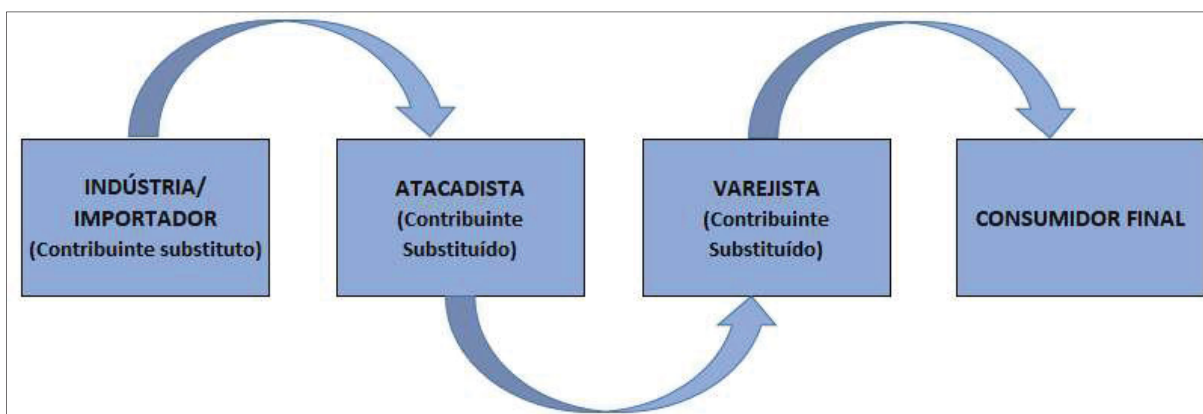 INDÚSTRIA/
IMPORTADOR
(Contribuinte substituto)
ATACADISTA
(Contribuinte
Substituído)
VAREJISTA
(Contribuinte
Substituído)
CONSUMIDOR FINAL